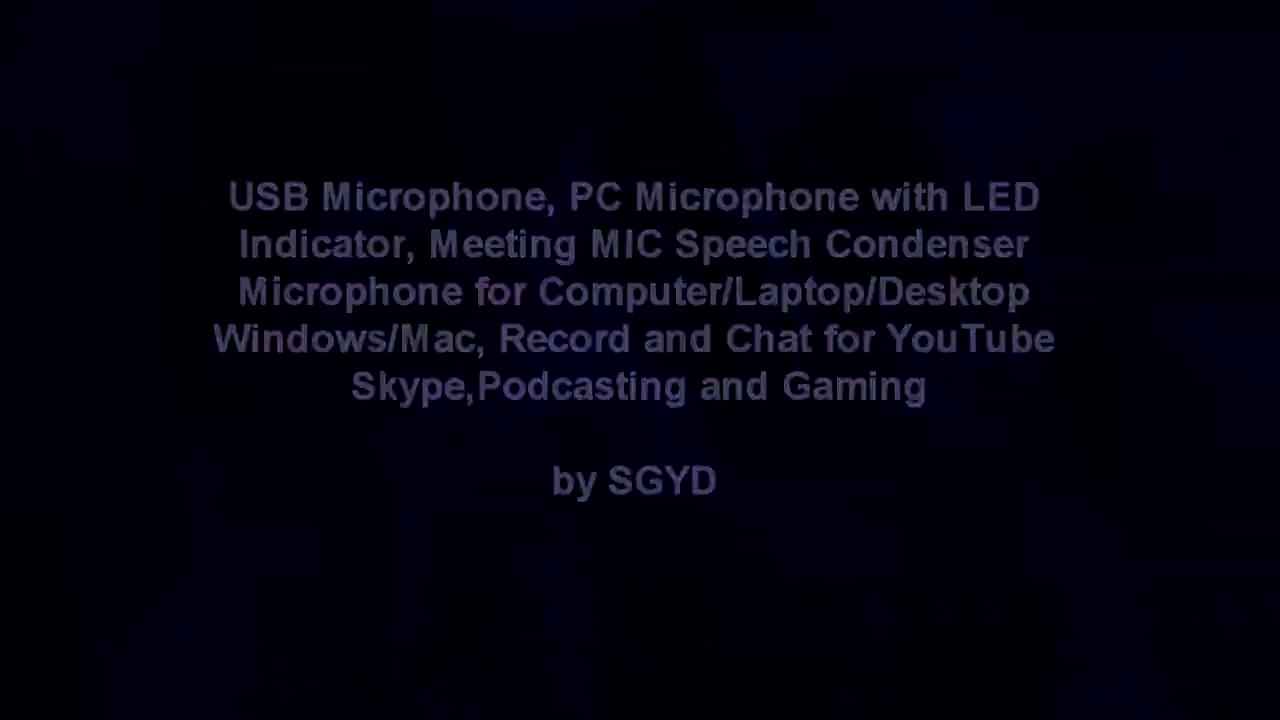 USB Microphone, PC Microphone with LED
Indicator, Meeting MIC Speech Condenser
Microphone for Computer/Laptop/Desktop
Windows/Mac, Record and Chat for YouTube
Skype,Podcasting and Gaming
by SGYD